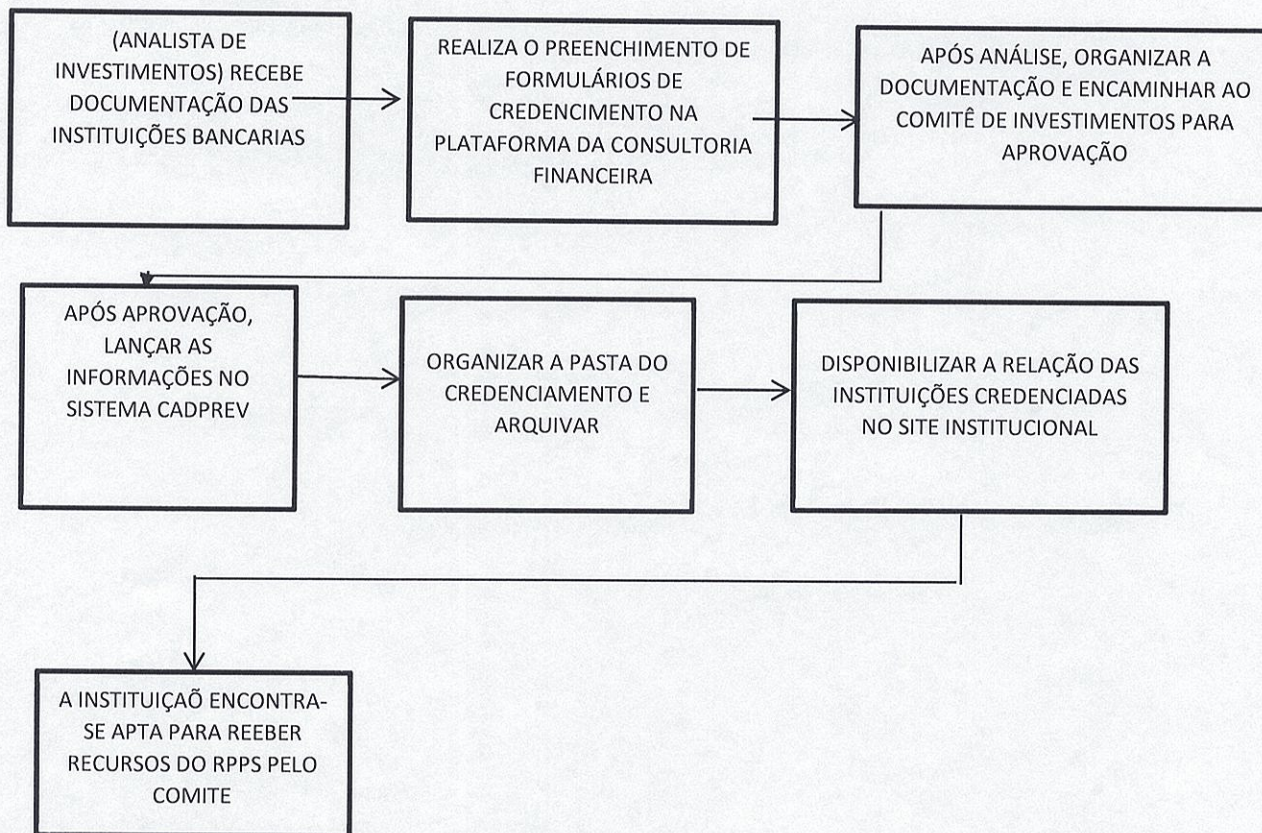 (ANALISTA DE
INVESTIMENTOS) RECEBE
DOCUMENTAÇÃO DAS
INSTITUIÇÕES BANCARIAS
REALIZA O PREENCHIMENTO DE
FORMULÁRIOS DE
CREDENCIMENTO NA
PLATAFORMA DA CONSULTORIA
FINANCEIRA
APÓS ANÁLISE, ORGANIZAR A
DOCUMENTAÇÃO E ENCAMINHAR AO
COMITÊ DE INVESTIMENTOS PARA
APROVAÇÃO
APÓS APROVAÇÃO,
LANÇAR AS
INFORMAÇÕES NO
SISTEMA CADPREV
ORGANIZAR A PASTA DO
CREDENCIAMENTO E
ARQUIVAR
DISPONIBILIZAR A RELAÇÃO DAS
INSTITUIÇÕES CREDENCIADAS
NO SITE INSTITUCIONAL
A INSTITUIÇAÕ ENCONTRA-
SE APTA PARA REEBER
RECURSOS DO RPPS PELO
COMITE